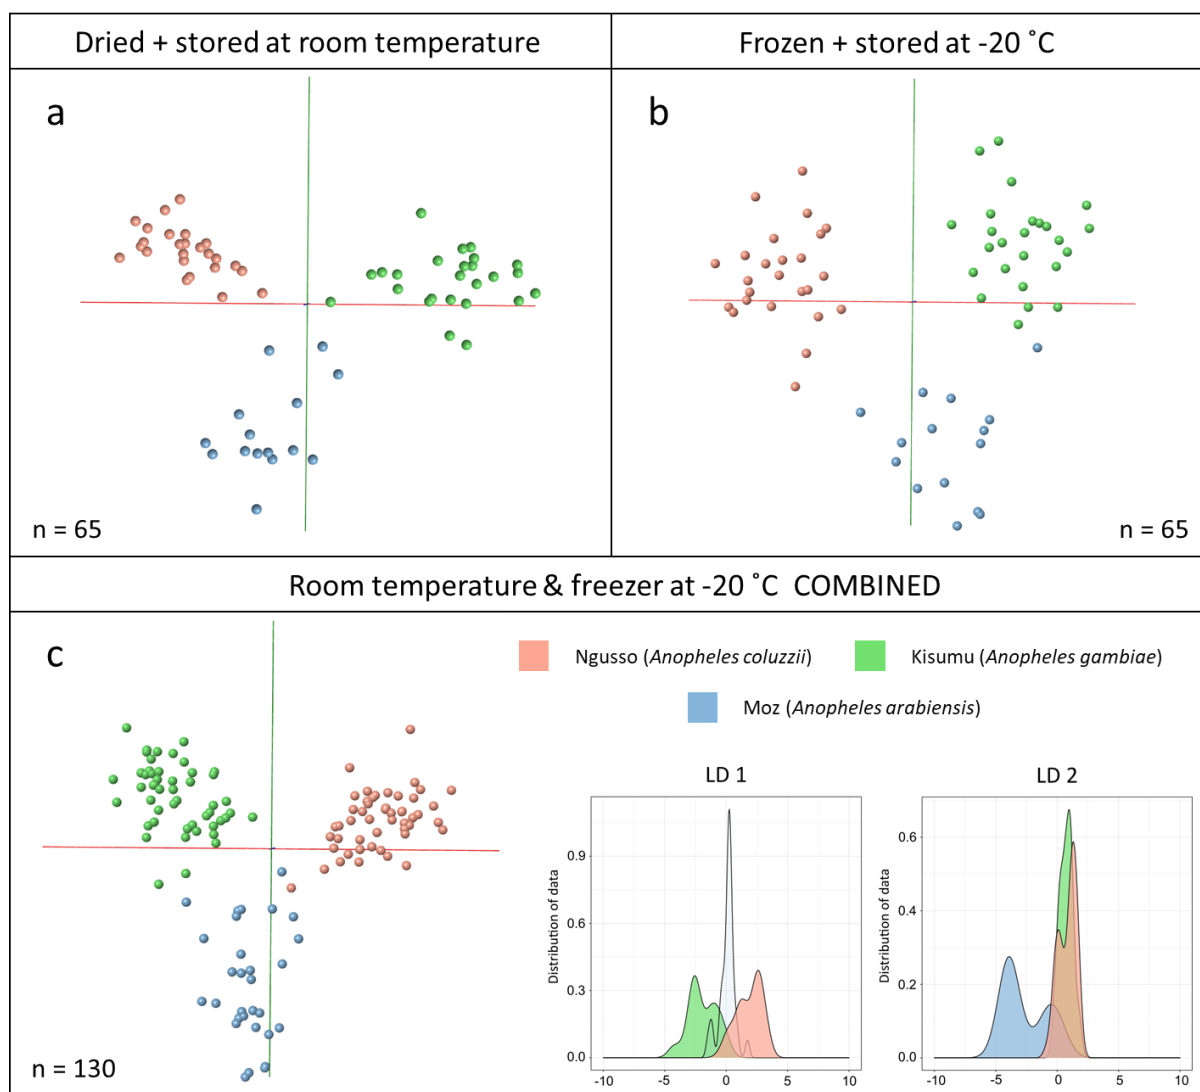 Dried + stored at room temperature
Frozen + stored at -20 ˚C
a
b
n = 65
n = 65
Room temperature & freezer at -20 ˚C COMBINED
c
Ngusso (Anopheles coluzzii)
Kisumu (Anopheles gambiae)
Moz (Anopheles arabiensis)
LD 1
LD 2
Distribution of data
0.9
0.6
0.3
0.0
-10
-5
0
5
10
Distribution of data
0.6
0.4
0.2
0.0
-10
-5
0
5
10
n = 130